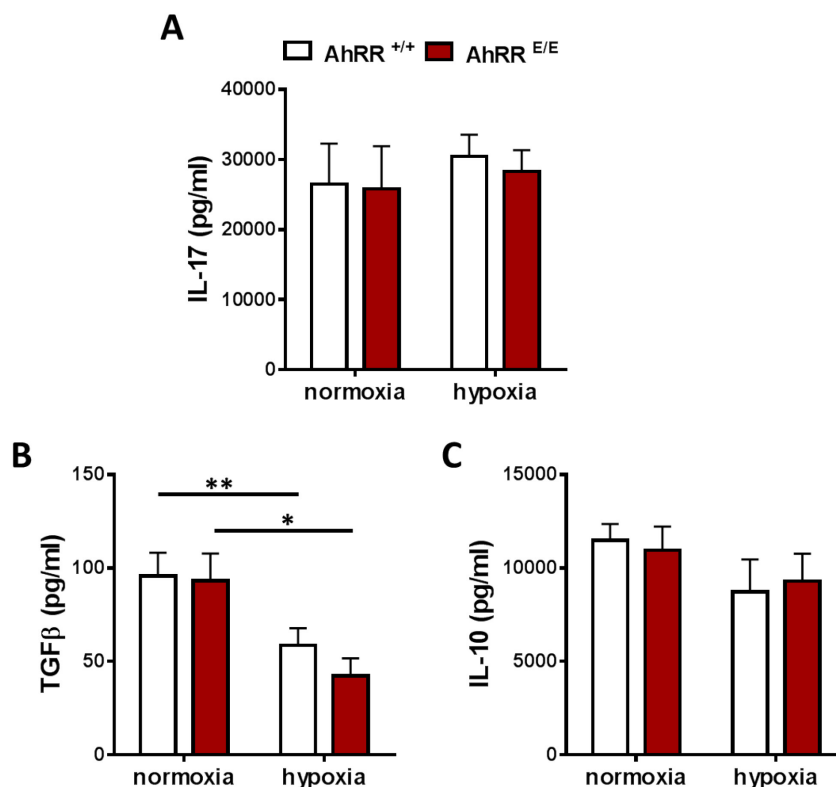 A
AhRR +/+ AhRR E/E
40000
30000
20000
10000
0
IL-17 (pg/ml)
normoxia hypoxia
B
150
100
50
0
TGFβ (pg/ml)
**
*
normoxia hypoxia
C
15000
10000
5000
0
IL-10 (pg/ml)
normoxia hypoxia